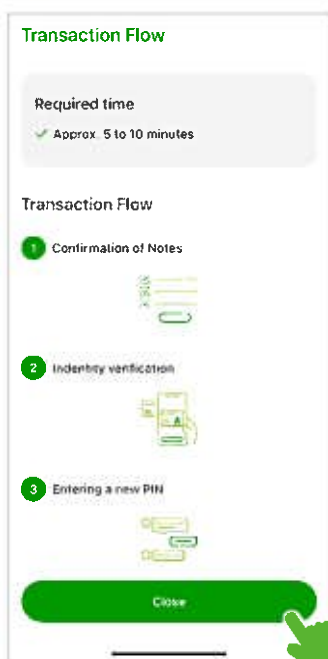 Transaction Flow
Required time
Approx. 5 to 10 minutes
Transaction Flow
1 Confirmation of Notes
2 Indentity verification
3 Entering a new PIN
Close